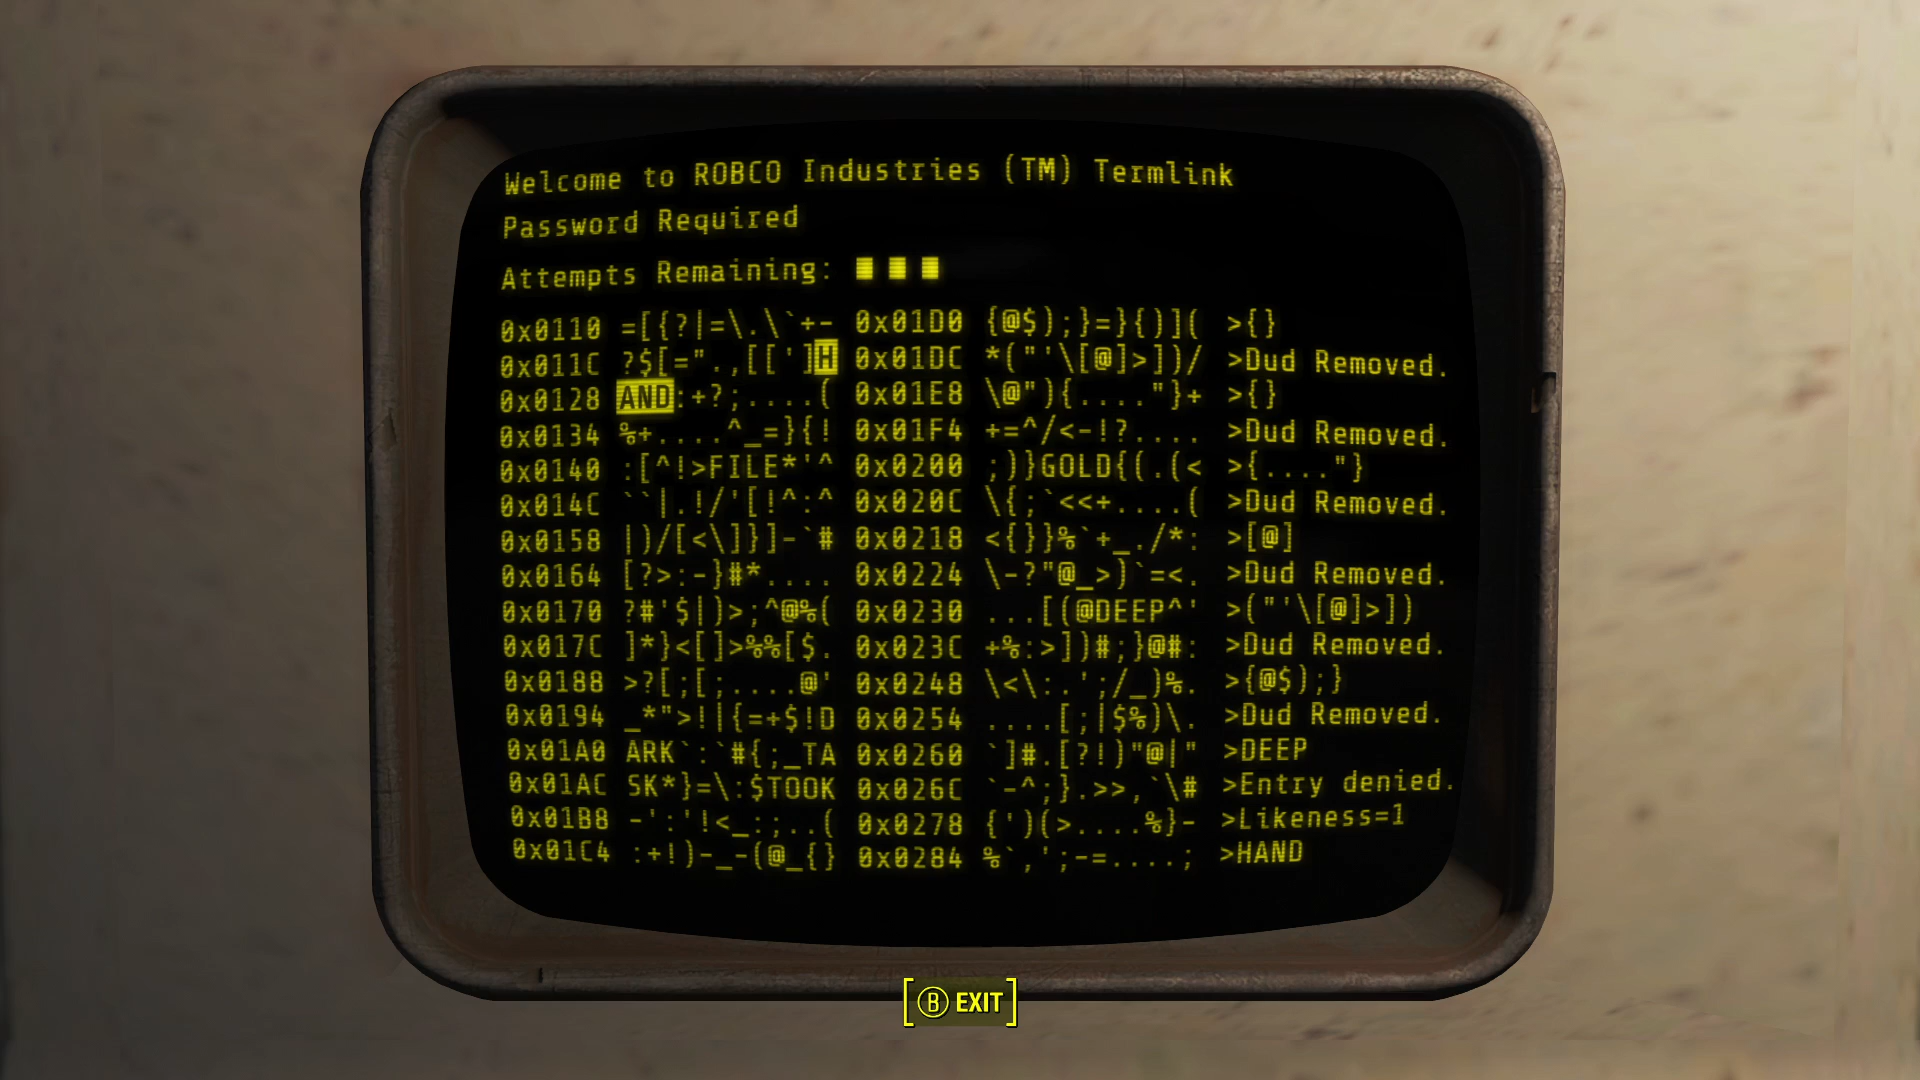 Welcome to ROBCO Industries (TM) Termlink
Password Required
Attempts Remaining: ■ ■ ■
0x0110 =[{?|=\.\`+- 0x01D0 {@$);}=}{)]( >{}
0x011C ?$[=".,[[']H 0x01DC *("'\[@]>])/ >Dud Removed.
0x0128 AND:+?;....( 0x01E8 \@"){...."}+ >{}
0x0134 %+....^_=}{! 0x01F4 +=^/<-!?.... >Dud Removed.
0x0140 :[^!>FILE*'^ 0x0200 ;)}GOLD{(.(< >{...."}
0x014C ``|.!/'[!^:^ 0x020C \{;`<<+....( >Dud Removed.
0x0158 |)/[<\]}]-`# 0x0218 <{}}%`+_./*: >[@]
0x0164 [?>:-}#*.... 0x0224 \-?"@_>)`=<. >Dud Removed.
0x0170 ?#'$|)>;^@%( 0x0230 ...[(@DEEP^' >("'\[@]>])
0x017C ]*}<[]>%%[$. 0x023C +%:>])#;}@#: >Dud Removed.
0x0188 >?[;[;....@' 0x0248 \<\:.';/_)%. >{@$);}
0x0194 _*">!|{=+$!D 0x0254 ....[;|$%)\. >Dud Removed.
0x01A0 ARK`:`#{;_TA 0x0260 `]#.[?!)"@|" >DEEP
0x01AC SK*}=\:$TOOK 0x026C `-^;}.>>,`\# >Entry denied.
0x01B8 -':'!<_:;..( 0x0278 {')(>....%}- >Likeness=1
0x01C4 :+!)-_-(@_{} 0x0284 %`,';-=....; >HAND
[Ⓑ EXIT]